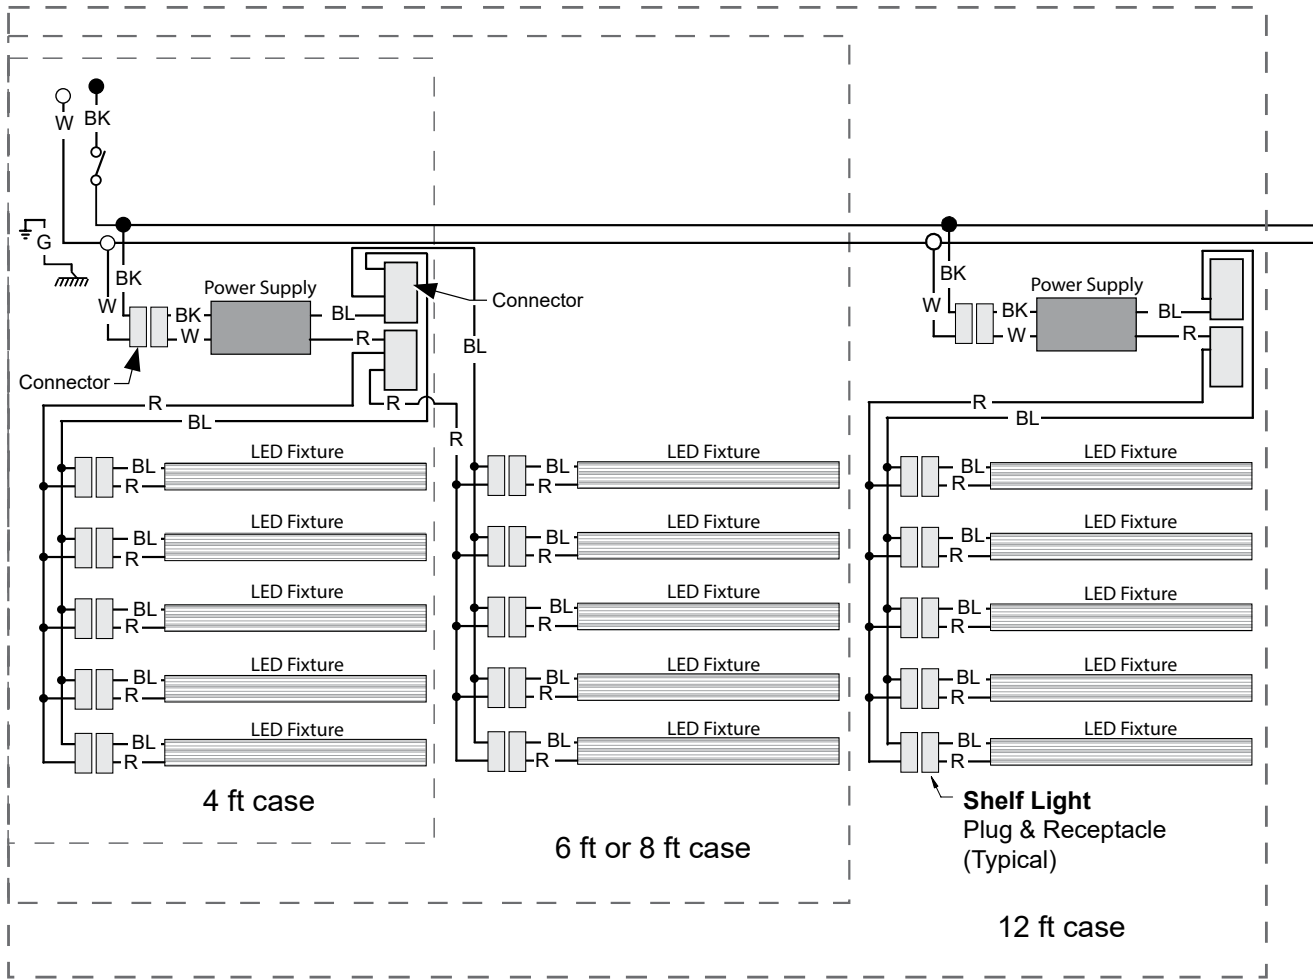 W
BK
G
BK
W
Power Supply
BK
W
BL
R
Connector
Connector
BL
R
R
BL
R
LED Fixture
BL
R
LED Fixture
BL
R
LED Fixture
BL
R
LED Fixture
BL
R
LED Fixture
BL
R
4 ft case
LED Fixture
BL
R
LED Fixture
BL
R
LED Fixture
BL
R
LED Fixture
BL
R
LED Fixture
BL
R
6 ft or 8 ft case
BK
W
Power Supply
BK
W
BL
R
R
BL
LED Fixture
BL
R
LED Fixture
BL
R
LED Fixture
BL
R
LED Fixture
BL
R
LED Fixture
BL
R
Shelf Light
Plug & Receptacle
(Typical)
12 ft case